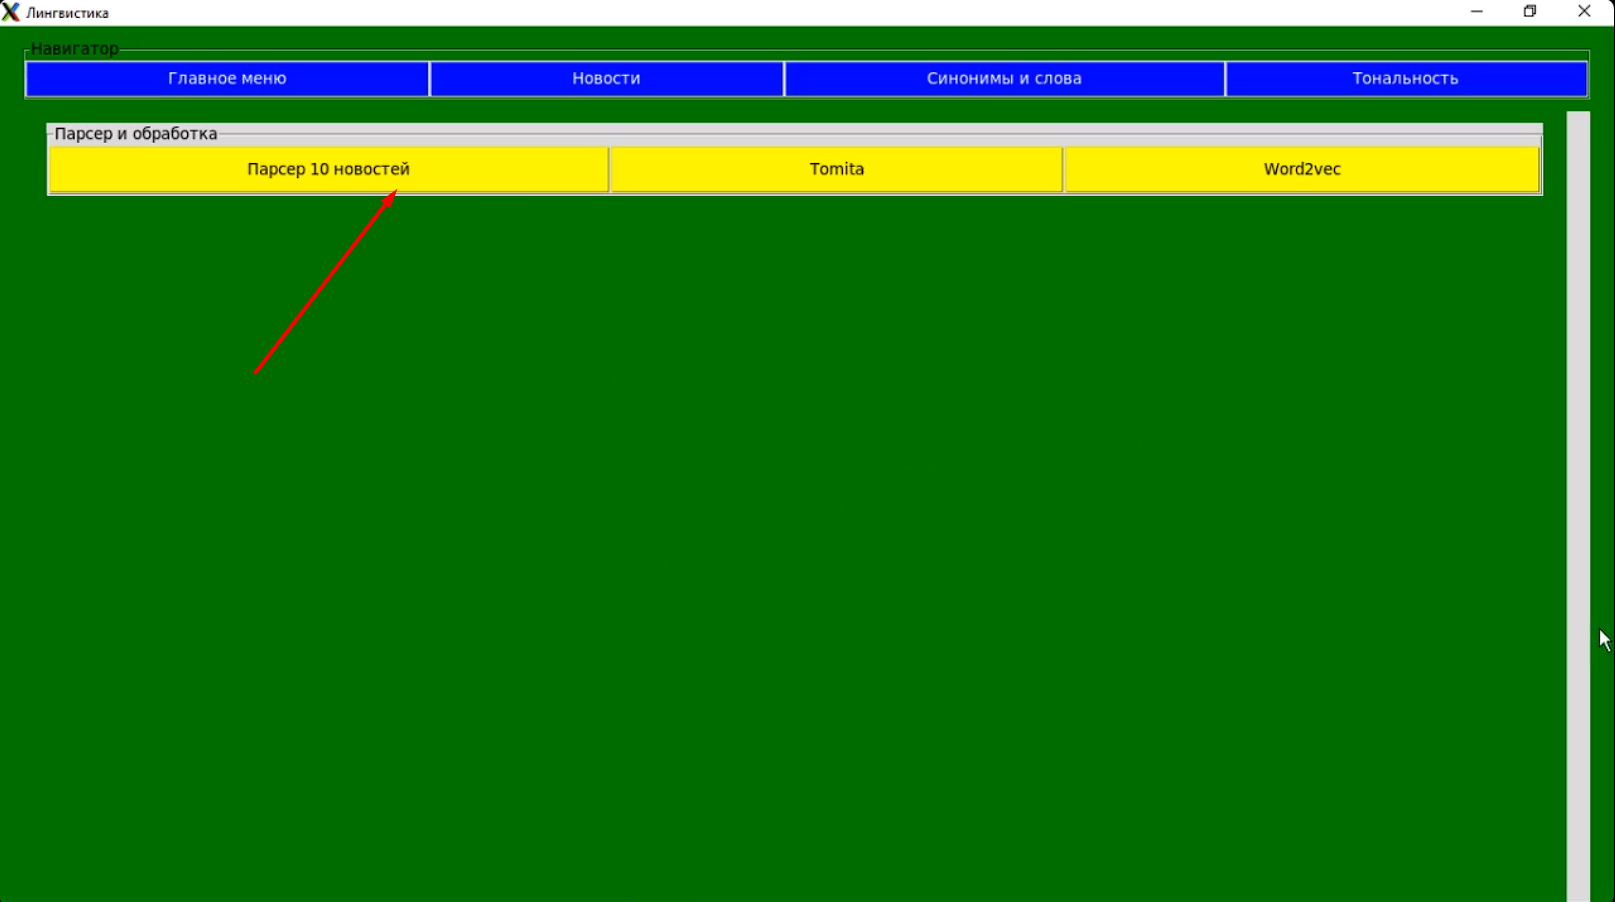 Лингвистика
Навигатор
Главное меню Новости Синонимы и слова Тональность
Парсер и обработка
Парсер 10 новостей Tomita Word2vec